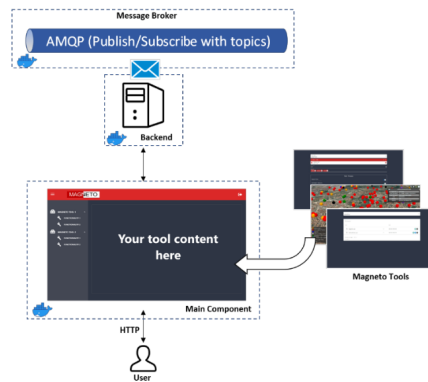 Message Broker
AMQP (Publish/Subscribe with topics)
Backend
MAGNETO
Your tool content
here
Magneto Tools
Main Component
HTTP
User